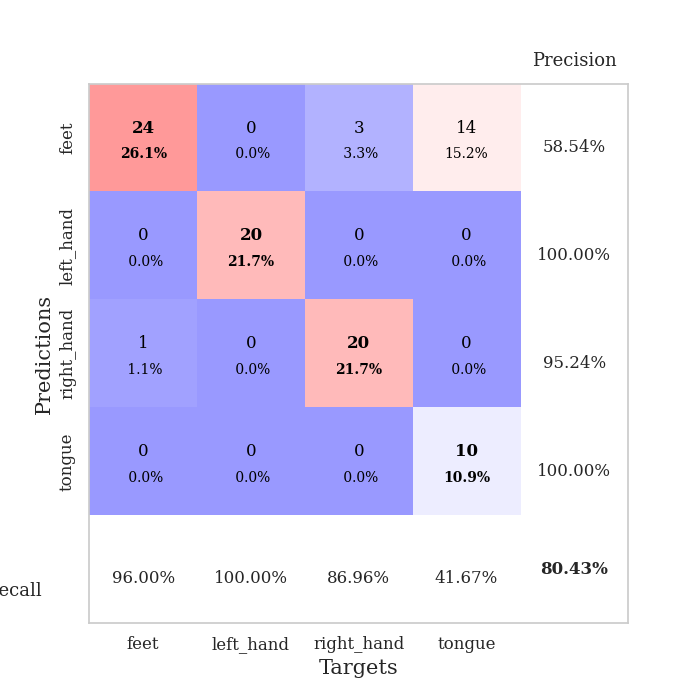 Precision
feet 24 0 3 14 58.54%
26.1% 0.0% 3.3% 15.2%
left_hand 0 20 0 0 100.00%
0.0% 21.7% 0.0% 0.0%
right_hand 1 0 20 0 95.24%
1.1% 0.0% 21.7% 0.0%
tongue 0 0 0 10 100.00%
0.0% 0.0% 0.0% 10.9%
Predictions
ecall 96.00% 100.00% 86.96% 41.67% 80.43%
feet left_hand right_hand tongue
Targets